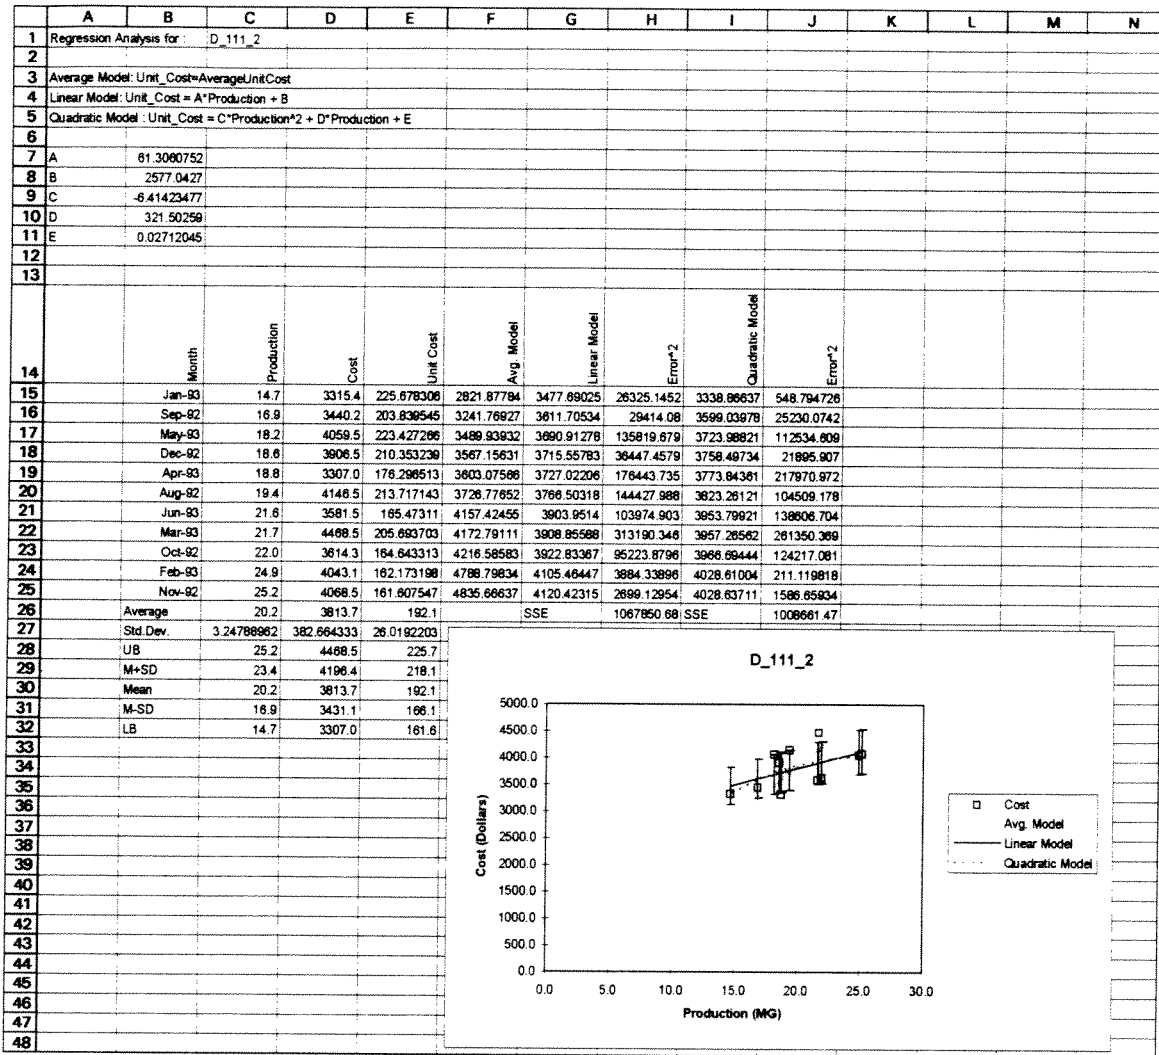 A B C D E F G H I J K L M N
1 Regression Analysis for : D_111_2
2
3 Average Model: Unit_Cost=AverageUnitCost
4 Linear Model: Unit_Cost = A*Production + B
5 Quadratic Model : Unit_Cost = C*Production^2 + D*Production + E
6
7 A 61.3060752
8 B 2577.0427
9 C -6.41423477
10 D 321.50259
11 E 0.02712045
12
13
14 Month Production Cost Unit Cost Avg. Model Linear Model Error^2 Quadratic Model Error^2
15 Jan-93 14.7 3315.4 225.678306 2821.87784 3477.69025 26325.1452 3338.86637 548.794726
16 Sep-92 16.9 3440.2 203.839545 3241.76927 3611.70534 29414.08 3599.03978 25230.0742
17 May-93 18.2 4059.5 223.427266 3489.93932 3690.91276 135819.679 3723.98821 112534.609
18 Dec-92 18.6 3906.5 210.353239 3567.15631 3715.55783 36447.4579 3758.49734 21895.907
19 Apr-93 18.8 3307.0 176.296513 3603.07566 3727.02206 176443.735 3773.84361 217970.972
20 Aug-92 19.4 4146.5 213.717143 3726.77652 3766.50318 144427.988 3823.26121 104509.178
21 Jun-93 21.6 3581.5 165.47311 4157.42455 3903.9514 103974.903 3953.79921 138606.704
22 Mar-93 21.7 4468.5 205.693703 4172.79111 3908.85588 313190.346 3957.26562 261350.369
23 Oct-92 22.0 3614.3 164.643313 4216.58583 3922.83367 95223.8796 3966.69444 124217.081
24 Feb-93 24.9 4043.1 162.173198 4788.79834 4105.46447 3884.33896 4028.61004 211.119818
25 Nov-92 25.2 4068.5 161.607547 4835.66637 4120.42315 2699.12954 4028.63711 1586.65934
26 Average 20.2 3813.7 192.1 SSE 1067850.68 SSE 1008661.47
27 Std.Dev. 3.24788962 382.664333 26.0192203
28 UB 25.2 4468.5 225.7
29 M+SD 23.4 4196.4 218.1
30 Mean 20.2 3813.7 192.1
31 M-SD 16.9 3431.1 166.1
32 LB 14.7 3307.0 161.6
33
34
35
36
37
38
39
40
41
42
43
44
45
46
47
48
D_111_2
5000.0
4500.0
4000.0
3500.0
3000.0
2500.0
2000.0
1500.0
1000.0
500.0
0.0
Cost (Dollars)
0.0 5.0 10.0 15.0 20.0 25.0 30.0
Production (MG)
Cost
Avg. Model
Linear Model
Quadratic Model